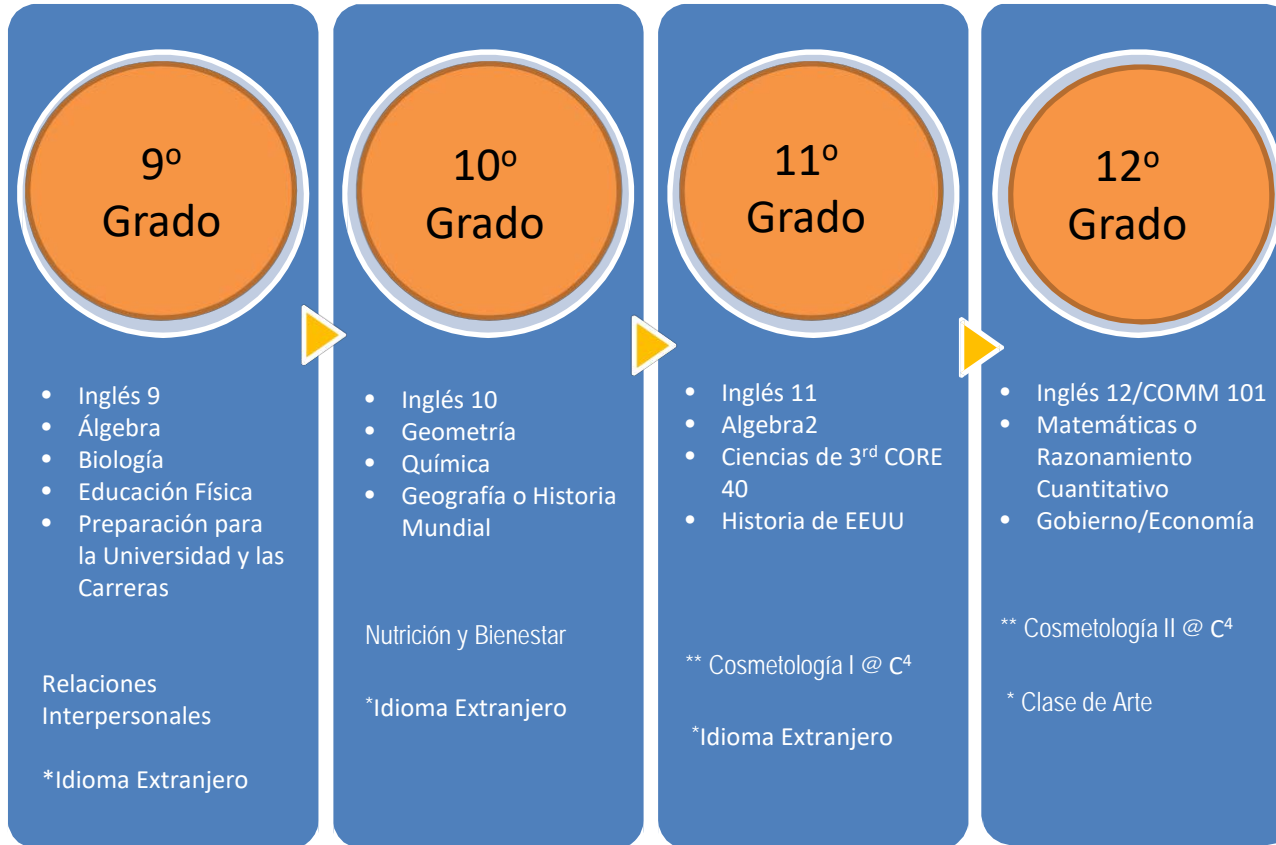 9º
Grado
• Inglés 9
• Álgebra
• Biología
• Educación Física
• Preparación para
la Universidad y las
Carreras
Relaciones
Interpersonales
*Idioma Extranjero
10º
Grado
• Inglés 10
• Geometría
• Química
• Geografía o Historia
Mundial
Nutrición y Bienestar
*Idioma Extranjero
11º
Grado
• Inglés 11
• Algebra2
• Ciencias de 3rd CORE
40
• Historia de EEUU
** Cosmetología I @ C⁴
*Idioma Extranjero
12º
Grado
• Inglés 12/COMM 101
• Matemáticas o
Razonamiento
Cuantitativo
• Gobierno/Economía
** Cosmetología II @ C⁴
* Clase de Arte